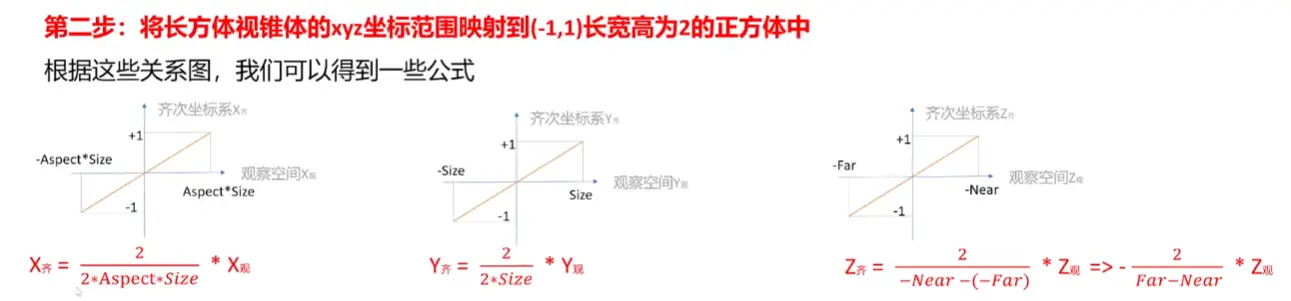 第二步：将长方体视锥体的xyz坐标范围映射到(-1,1)长宽高为2的正方体中
根据这些关系图，我们可以得到一些公式
齐次坐标系X齐
+1
-Aspect*Size
观察空间X观
Aspect*Size
-1
X齐 = 2 / 2*Aspect*Size * X观
齐次坐标系Y齐
+1
-Size
观察空间Y观
Size
-1
Y齐 = 2 / 2*Size * Y观
齐次坐标系Z齐
+1
-Far
观察空间Z观
-Near
-1
Z齐 = 2 / -Near -(-Far) * Z观 => - 2 / Far-Near * Z观